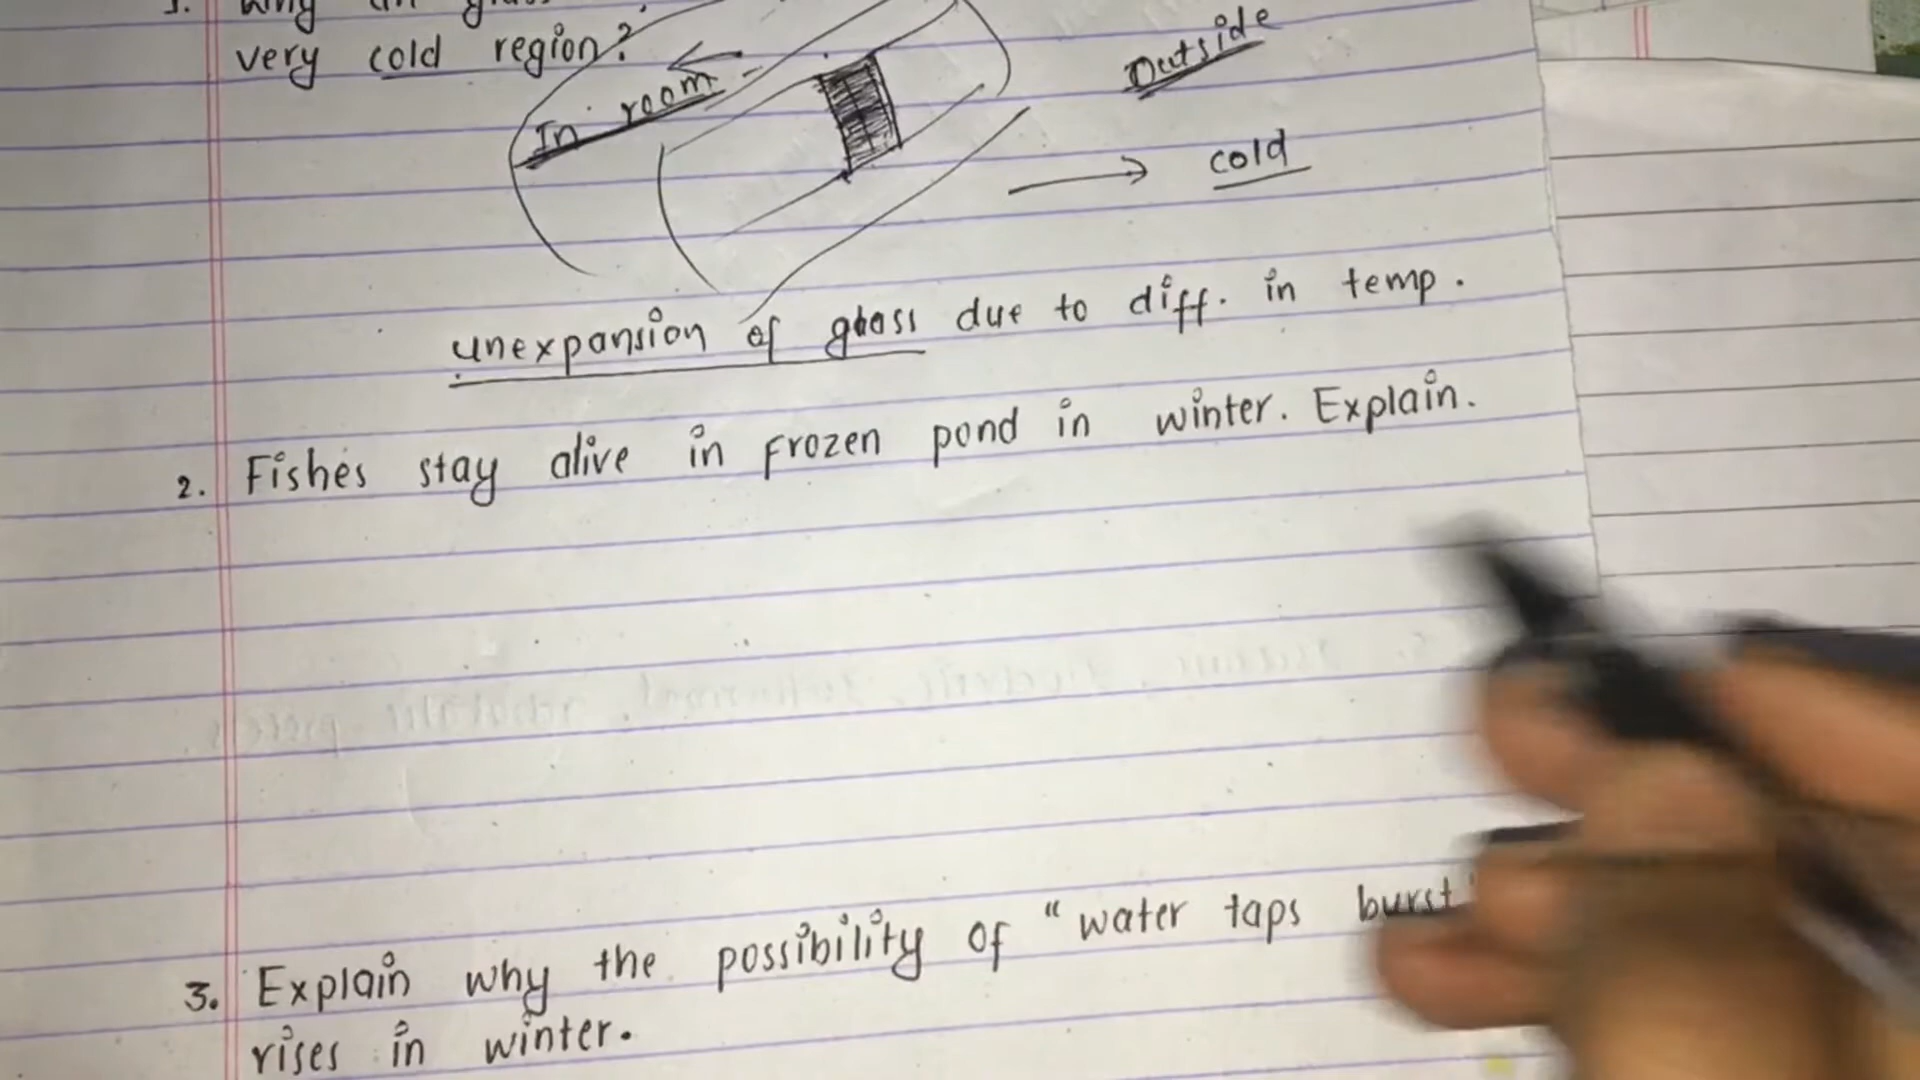 very cold region?
In room
Outside
cold
unexpansion of glass due to diff. in temp.
2. Fishes stay alive in frozen pond in winter. Explain.
3. Explain why the possibility of "water taps burst"
rises in winter.